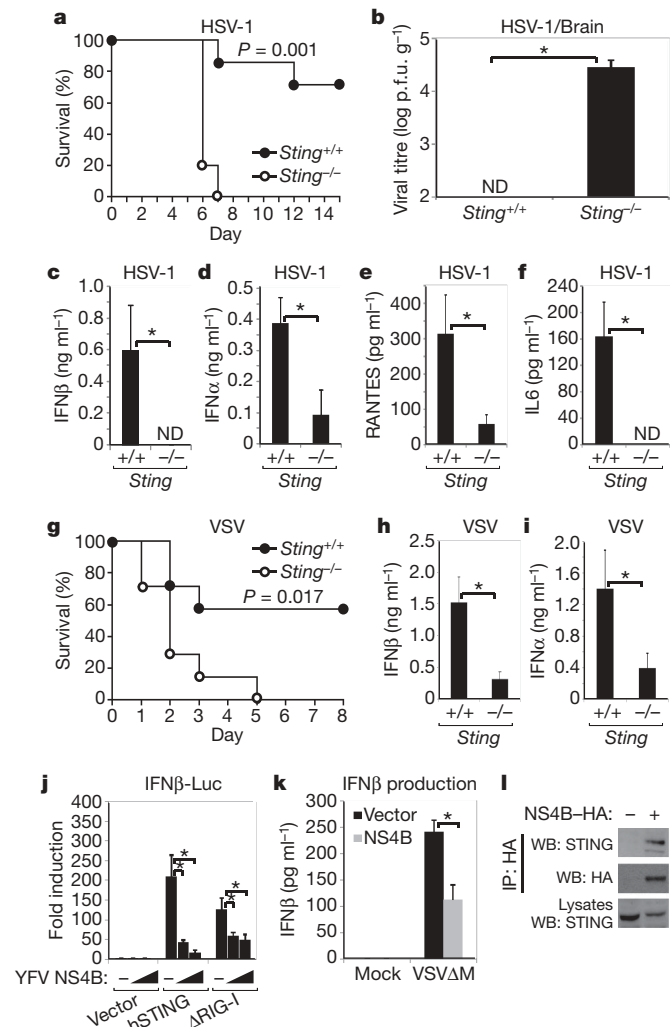 a
HSV-1
Survival (%)
100
80
60
40
20
0
P = 0.001
Sting+/+
Sting−/−
0 2 4 6 8 10 12 14
Day
b
HSV-1/Brain
Viral titre (log p.f.u. g−1)
5
4
3
2
*
ND
Sting+/+
Sting−/−
c
HSV-1
IFNβ (ng ml−1)
1.0
0.8
0.6
0.4
0.2
0
*
ND
+/+ −/−
Sting
d
HSV-1
IFNα (ng ml−1)
0.5
0.4
0.3
0.2
0.1
0
*
+/+ −/−
Sting
e
HSV-1
RANTES (pg ml−1)
400
300
200
100
0
*
+/+ −/−
Sting
f
HSV-1
IL6 (pg ml−1)
240
200
160
120
80
40
0
*
ND
+/+ −/−
Sting
g
VSV
Survival (%)
100
80
60
40
20
0
Sting+/+
Sting−/−
P = 0.017
0 1 2 3 4 5 6 7 8
Day
h
VSV
IFNβ (ng ml−1)
2.5
2.0
1.5
1.0
0.5
0
*
+/+ −/−
Sting
i
VSV
IFNα (ng ml−1)
2.0
1.6
1.2
0.8
0.4
0
*
+/+ −/−
Sting
j
IFNβ-Luc
Fold induction
400
350
300
250
200
150
100
50
0
*
*
*
*
YFV NS4B: – – –
Vector
hSTING
ΔRIG-I
k
IFNβ production
IFNβ (pg ml−1)
300
250
200
150
100
50
0
Vector
NS4B
*
Mock VSVΔM
l
NS4B–HA: – +
IP: HA
WB: STING
WB: HA
Lysates
WB: STING